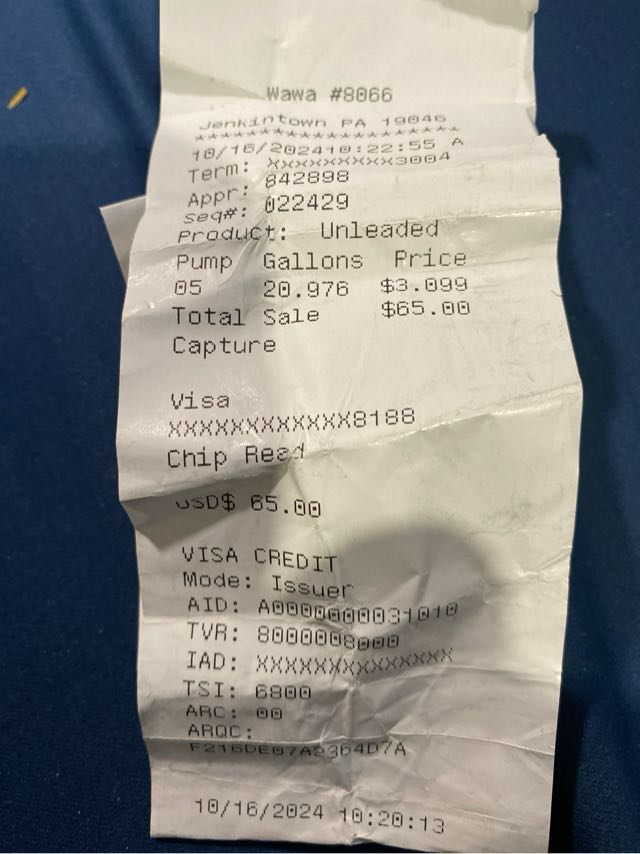 Wawa #8066
Jenkintown PA 19046
********************
10/16/202410:22:55 A
Term: XXXXXXXXX3004
Appr: 842898
Seq#: 022429
Product: Unleaded
Pump Gallons Price
05 20.976 $3.099
Total Sale $65.00
Capture
Visa
XXXXXXXXXXXX8188
Chip Read
USD$ 65.00
VISA CREDIT
Mode: Issuer
AID: A0000000031010
TVR: 8000008000
IAD: XXXXXXXXXXXXXX
TSI: 6800
ARC: 00
ARQC:
F216DE07A2364D7A
10/16/2024 10:20:13